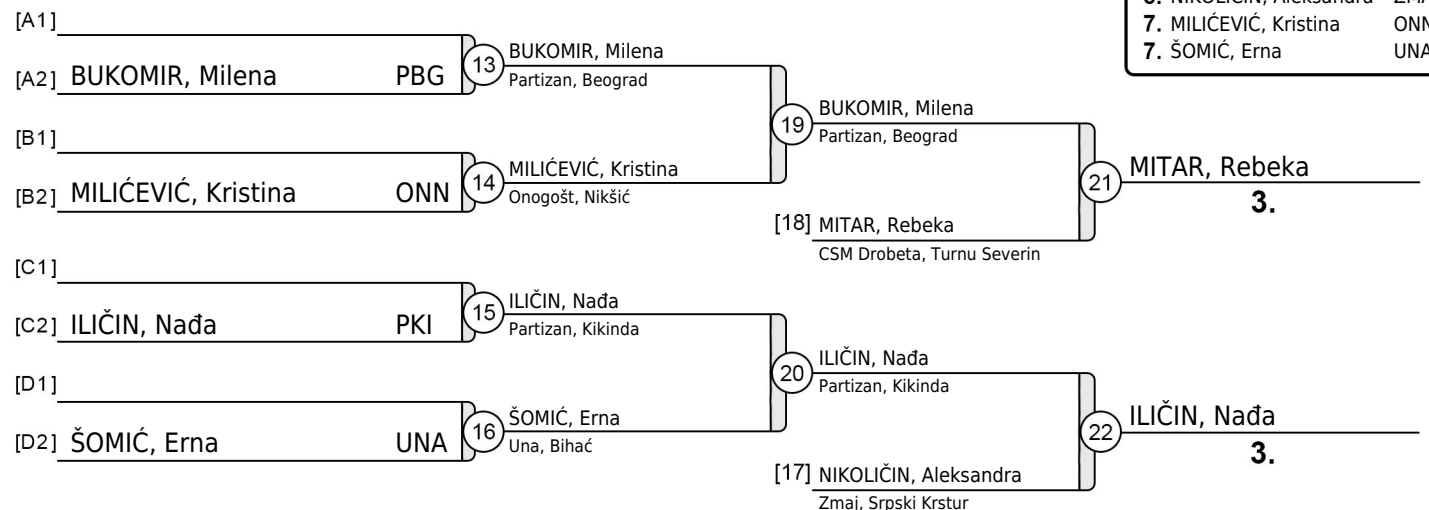 NIKOLIČIN, Aleksandra
7. MILIĆEVIĆ, Kristina ONN
7. ŠOMIĆ, Erna UNA
[A1]
[A2] BUKOMIR, Milena PBG
13
BUKOMIR, Milena
Partizan, Beograd
[B1]
[B2] MILIĆEVIĆ, Kristina ONN
14
MILIĆEVIĆ, Kristina
Onogošt, Nikšić
19
BUKOMIR, Milena
Partizan, Beograd
[18] MITAR, Rebeka
CSM Drobeta, Turnu Severin
21
MITAR, Rebeka
3.
[C1]
[C2] ILIČIN, Nađa PKI
15
ILIČIN, Nađa
Partizan, Kikinda
[D1]
[D2] ŠOMIĆ, Erna UNA
16
ŠOMIĆ, Erna
Una, Bihać
20
ILIČIN, Nađa
Partizan, Kikinda
[17] NIKOLIČIN, Aleksandra
Zmaj, Srpski Krstur
22
ILIČIN, Nađa
3.